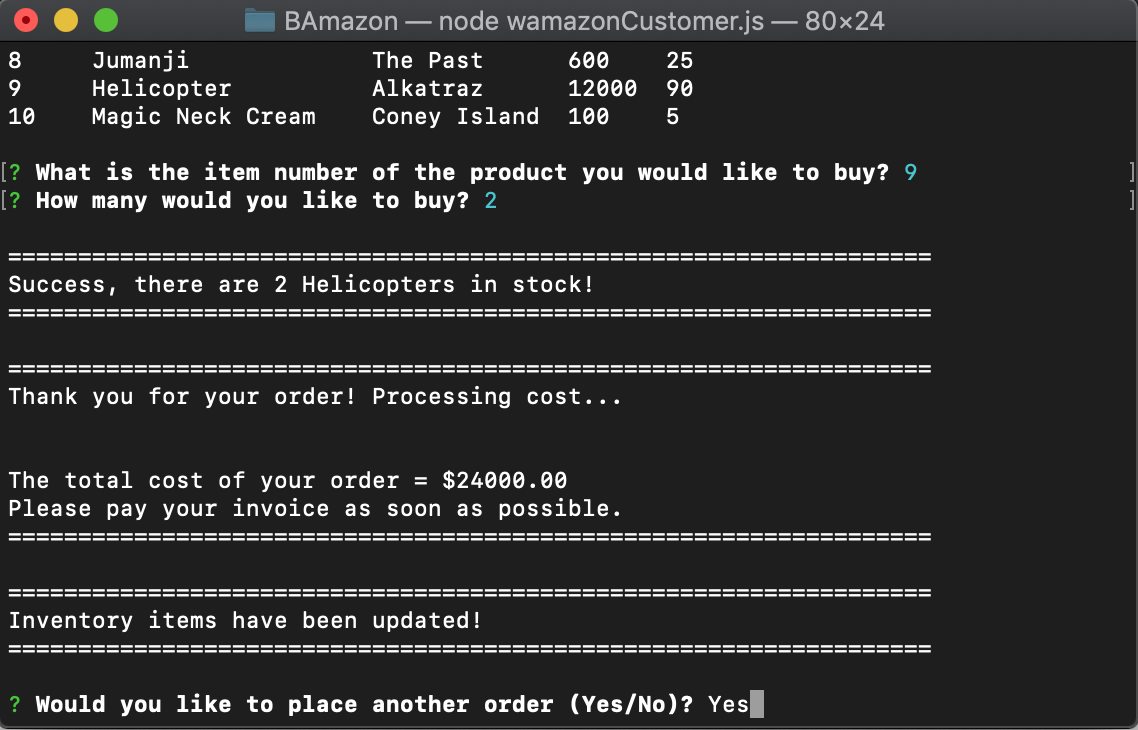 BAmazon — node wamazonCustomer.js — 80×24
8     Jumanji             The Past      600    25
9     Helicopter          Alkatraz      12000  90
10    Magic Neck Cream    Coney Island  100    5
[? What is the item number of the product you would like to buy? 9 ]
[? How many would you like to buy? 2 ]
==================================================================
Success, there are 2 Helicopters in stock!
==================================================================
==================================================================
Thank you for your order! Processing cost...
The total cost of your order = $24000.00
Please pay your invoice as soon as possible.
==================================================================
==================================================================
Inventory items have been updated!
==================================================================
? Would you like to place another order (Yes/No)? Yes